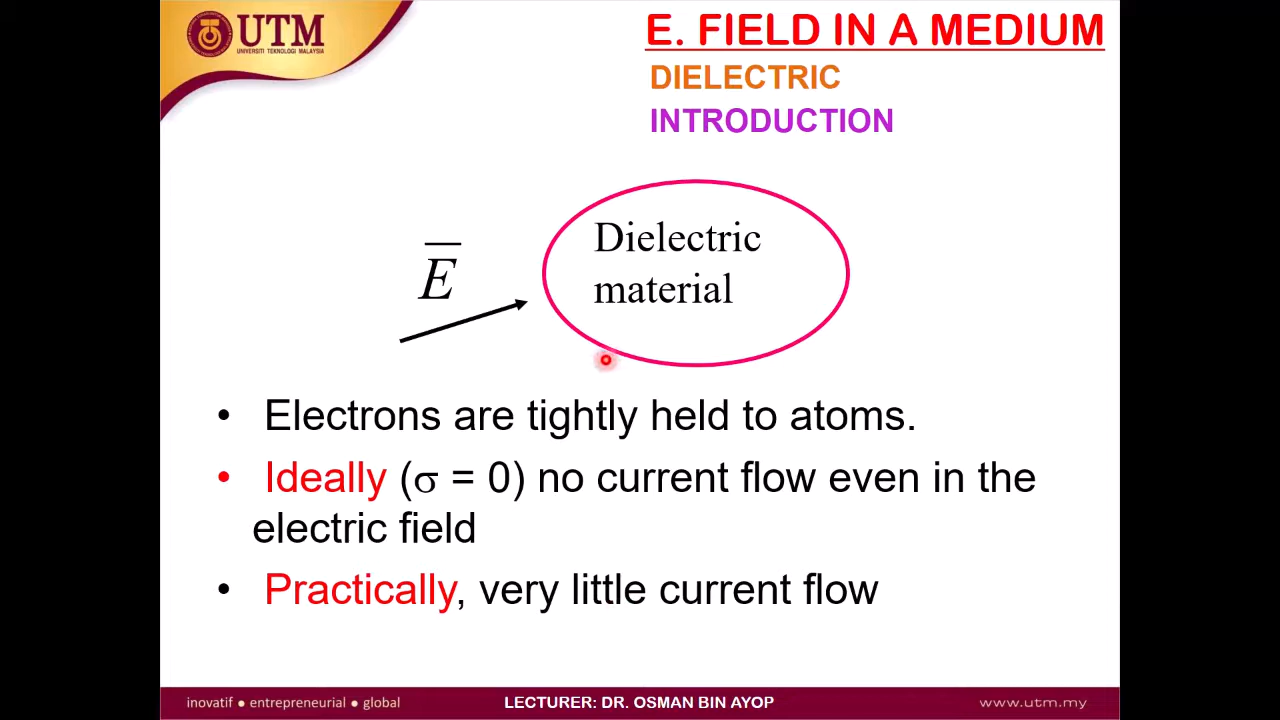 UTM
UNIVERSITI TEKNOLOGI MALAYSIA
E. FIELD IN A MEDIUM
DIELECTRIC
INTRODUCTION
E
Dielectric
material
• Electrons are tightly held to atoms.
• Ideally (σ = 0) no current flow even in the
electric field
• Practically, very little current flow
inovatif ● entrepreneurial ● global
LECTURER: DR. OSMAN BIN AYOP
www.utm.my